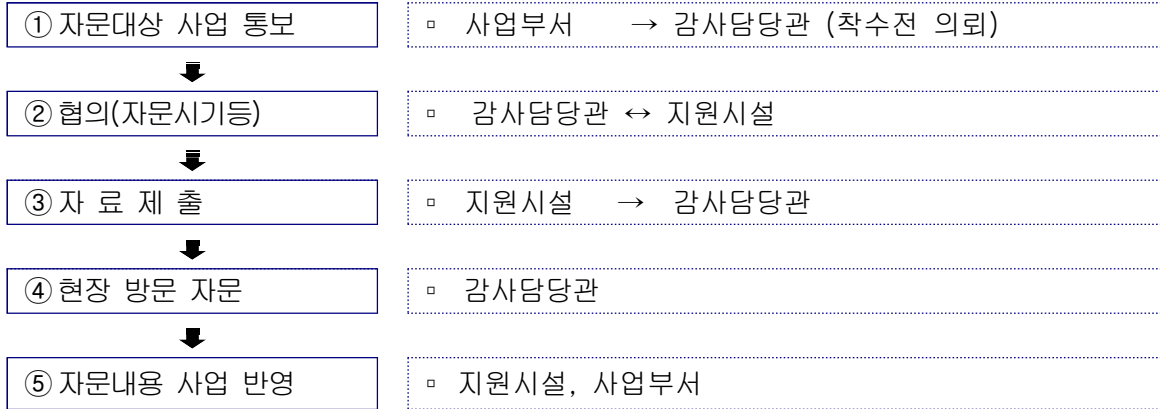 ① 자문대상 사업 통보
▫ 사업부서 → 감사담당관 (착수전 의뢰)
② 협의(자문시기등)
▫ 감사담당관 ↔ 지원시설
③ 자 료 제 출
▫ 지원시설 → 감사담당관
④ 현장 방문 자문
▫ 감사담당관
⑤ 자문내용 사업 반영
▫ 지원시설, 사업부서